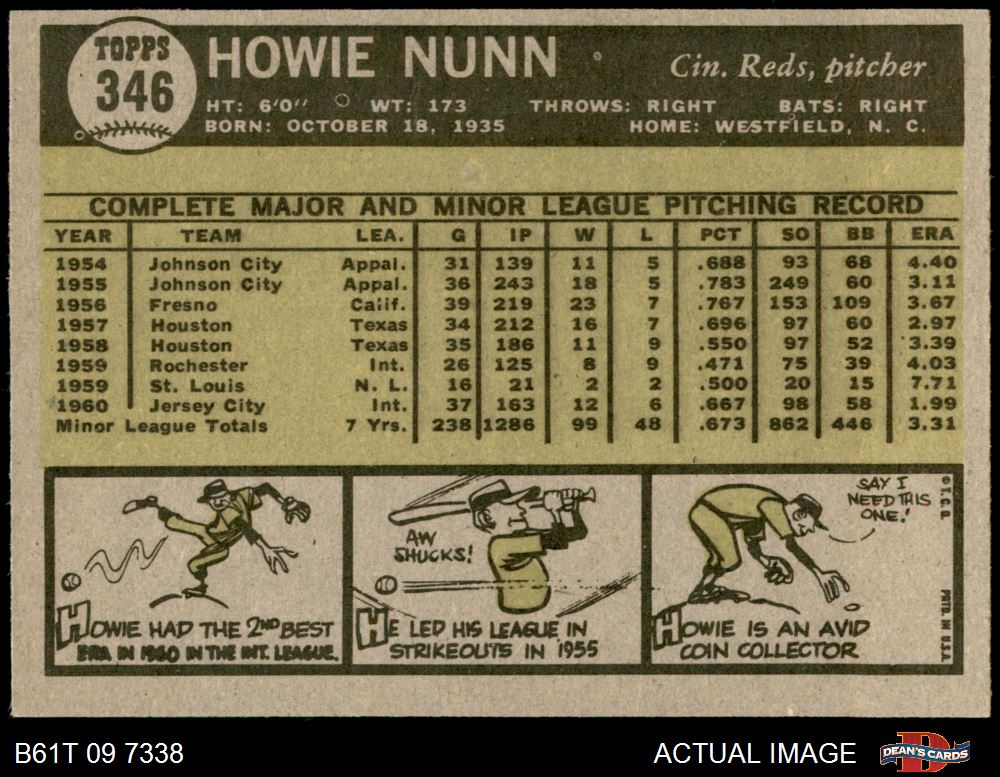 TOPPS
346
HOWIE NUNN
Cin. Reds, pitcher
HT: 6'0" WT: 173 THROWS: RIGHT BATS: RIGHT
BORN: OCTOBER 18, 1935 HOME: WESTFIELD, N. C.
COMPLETE MAJOR AND MINOR LEAGUE PITCHING RECORD
YEAR TEAM LEA. G IP W L PCT SO BB ERA
1954 Johnson City Appal. 31 139 11 5 .688 93 68 4.40
1955 Johnson City Appal. 36 243 18 5 .783 249 60 3.11
1956 Fresno Calif. 39 219 23 7 .767 153 109 3.67
1957 Houston Texas 34 212 16 7 .696 97 60 2.97
1958 Houston Texas 35 186 11 9 .550 97 52 3.39
1959 Rochester Int. 26 125 8 9 .471 75 39 4.03
1959 St. Louis N. L. 16 21 2 2 .500 20 15 7.71
1960 Jersey City Int. 37 163 12 6 .667 98 58 1.99
Minor League Totals 7 Yrs. 238 1286 99 48 .673 862 446 3.31
HOWIE HAD THE 2ND BEST
ERA IN 1960 IN THE INT. LEAGUE.
AW
SHUCKS!
HE LED HIS LEAGUE IN
STRIKEOUTS IN 1955
SAY I
NEED THIS
ONE!
HOWIE IS AN AVID
COIN COLLECTOR
© T.C.G.
PRTD. IN U.S.A.
B61T 09 7338
ACTUAL IMAGE
DEAN'S CARDS